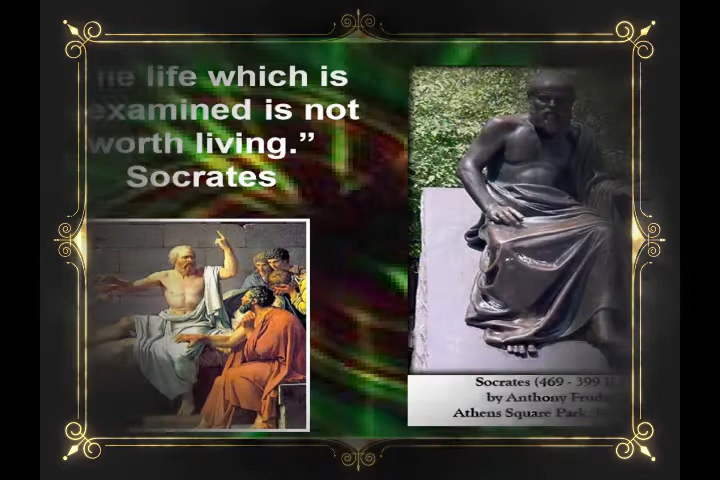 life which is
examined is not
worth living.”
Socrates
Socrates (469 - 399
by Anthony
Athens Square Park,